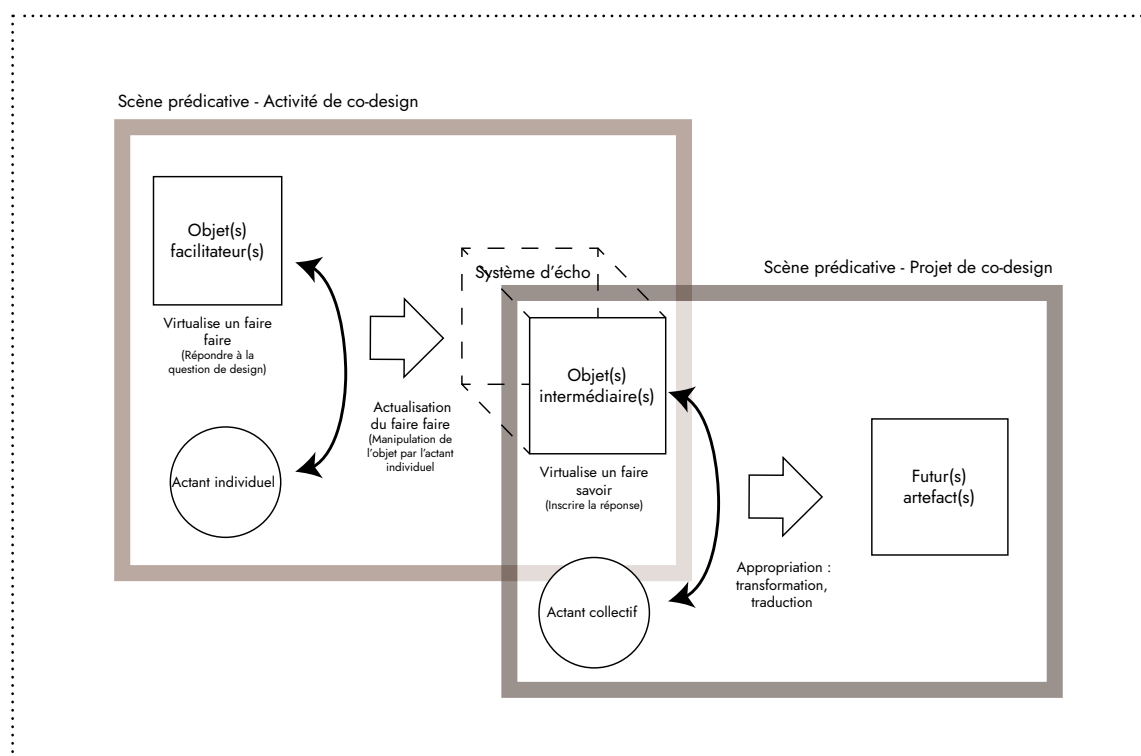 Scène prédicative - Activité de co-design
Objet(s)
facilitateur(s)
Virtualise un faire
faire
(Répondre à la
question de design)
Actant individuel
Actualisation
du faire faire
(Manipulation de
l'objet par l'actant
individuel
Système d'écho
Scène prédicative - Projet de co-design
Objet(s)
intermédiaire(s)
Virtualise un faire
savoir
(Inscrire la réponse)
Actant collectif
Appropriation :
transformation,
traduction
Futur(s)
artefact(s)